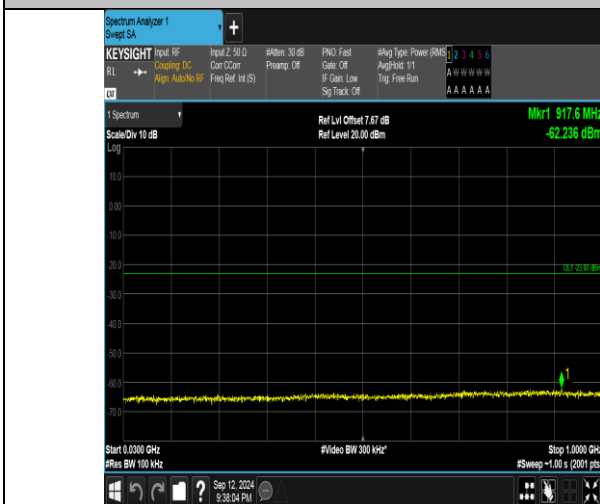 Spectrum Analyzer 1
Swept SA
+
KEYSIGHT Input: RF Input Z: 50 Ω #Atten: 30 dB PNO: Fast #Avg Type: Power (RMS 1 2 3 4 5 6
RL Coupling: DC Corr CCorr Preamp: Off Gate: Off Avg|Hold: 1/1 A W W W W W
Align: Auto/No RF Freq Ref: Int (S) IF Gain: Low Trig: Free Run
Sig Track: Off A A A A A A
LXI
1 Spectrum Ref Lvl Offset 7.67 dB Mkr1 917.6 MHz
Scale/Div 10 dB Ref Level 20.00 dBm -62.236 dBm
Log
10.0
0.00
-10.0
-20.0
DL1 -23.00 dBm
-30.0
-40.0
-50.0
1
-60.0
-70.0
Start 0.0300 GHz #Video BW 300 kHz* Stop 1.0000 GHz
#Res BW 100 kHz #Sweep ~1.00 s (2001 pts
? Sep 12, 2024
9:38:04 PM